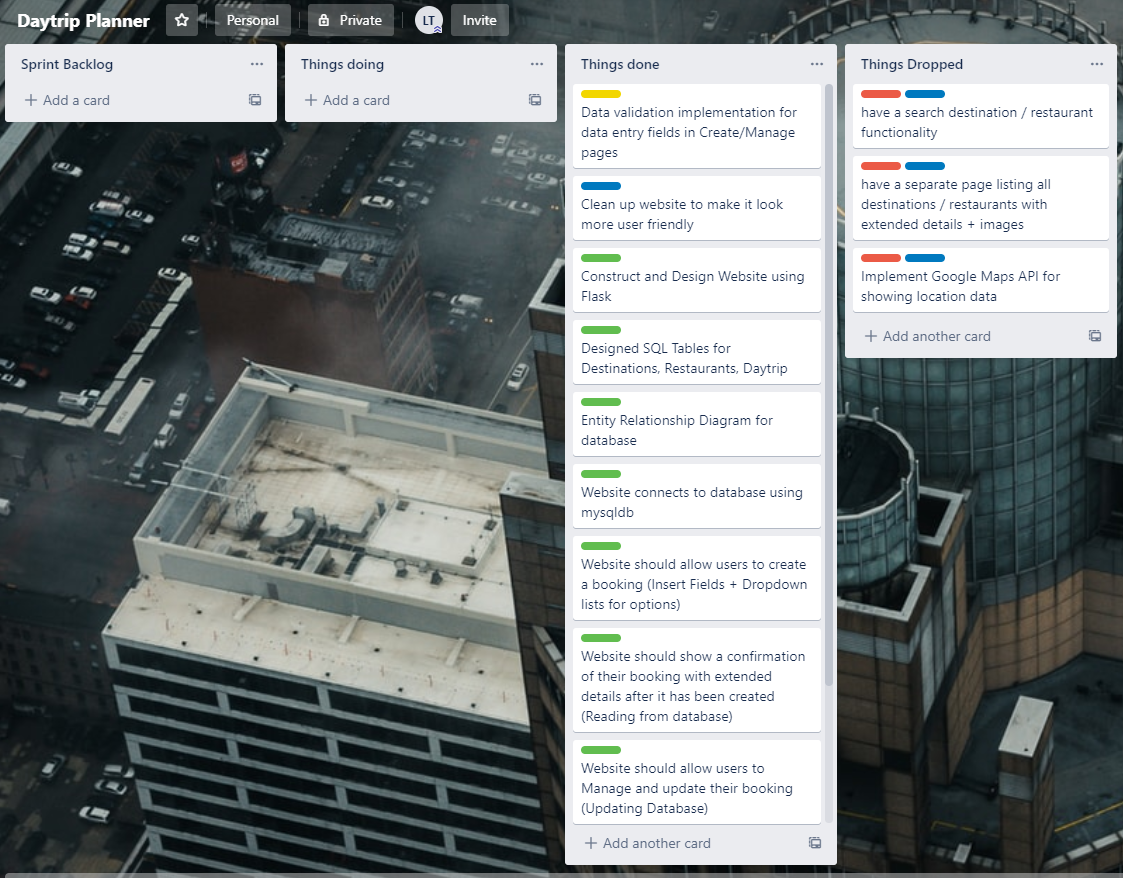 Daytrip Planner
Personal
Private
LT
Invite
Sprint Backlog
Add a card
Things doing
Add a card
Things done
Data validation implementation for
data entry fields in Create/Manage
pages
Clean up website to make it look
more user friendly
Construct and Design Website using
Flask
Designed SQL Tables for
Destinations, Restaurants, Daytrip
Entity Relationship Diagram for
database
Website connects to database using
mysqldb
Website should allow users to create
a booking (Insert Fields + Dropdown
lists for options)
Website should show a confirmation
of their booking with extended
details after it has been created
(Reading from database)
Website should allow users to
Manage and update their booking
(Updating Database)
Add another card
Things Dropped
have a search destination / restaurant
functionality
have a separate page listing all
destinations / restaurants with
extended details + images
Implement Google Maps API for
showing location data
Add another card